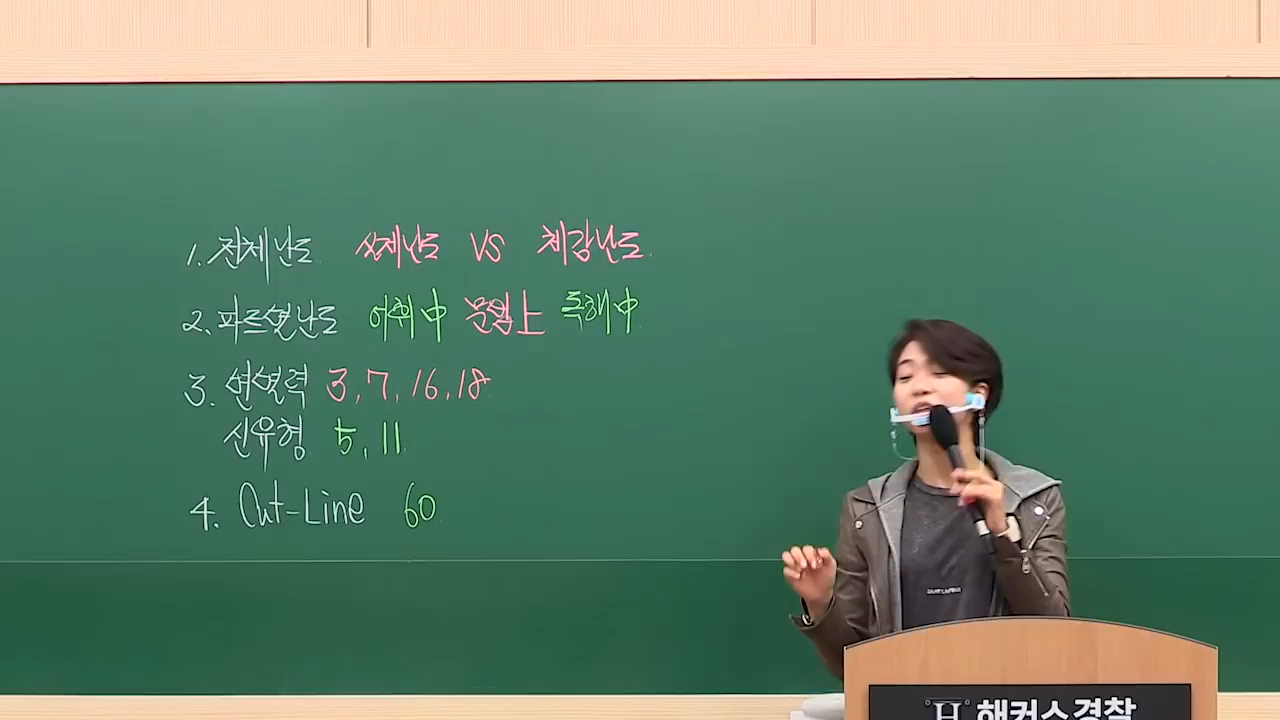 1. 전체난도 실제난도 VS 체감난도
2. 파트별난도 어휘中 문법上 독해中
3. 변별력 3, 7, 16, 18
신유형 5, 11
4. Cut-Line 60
H 해커스경찰